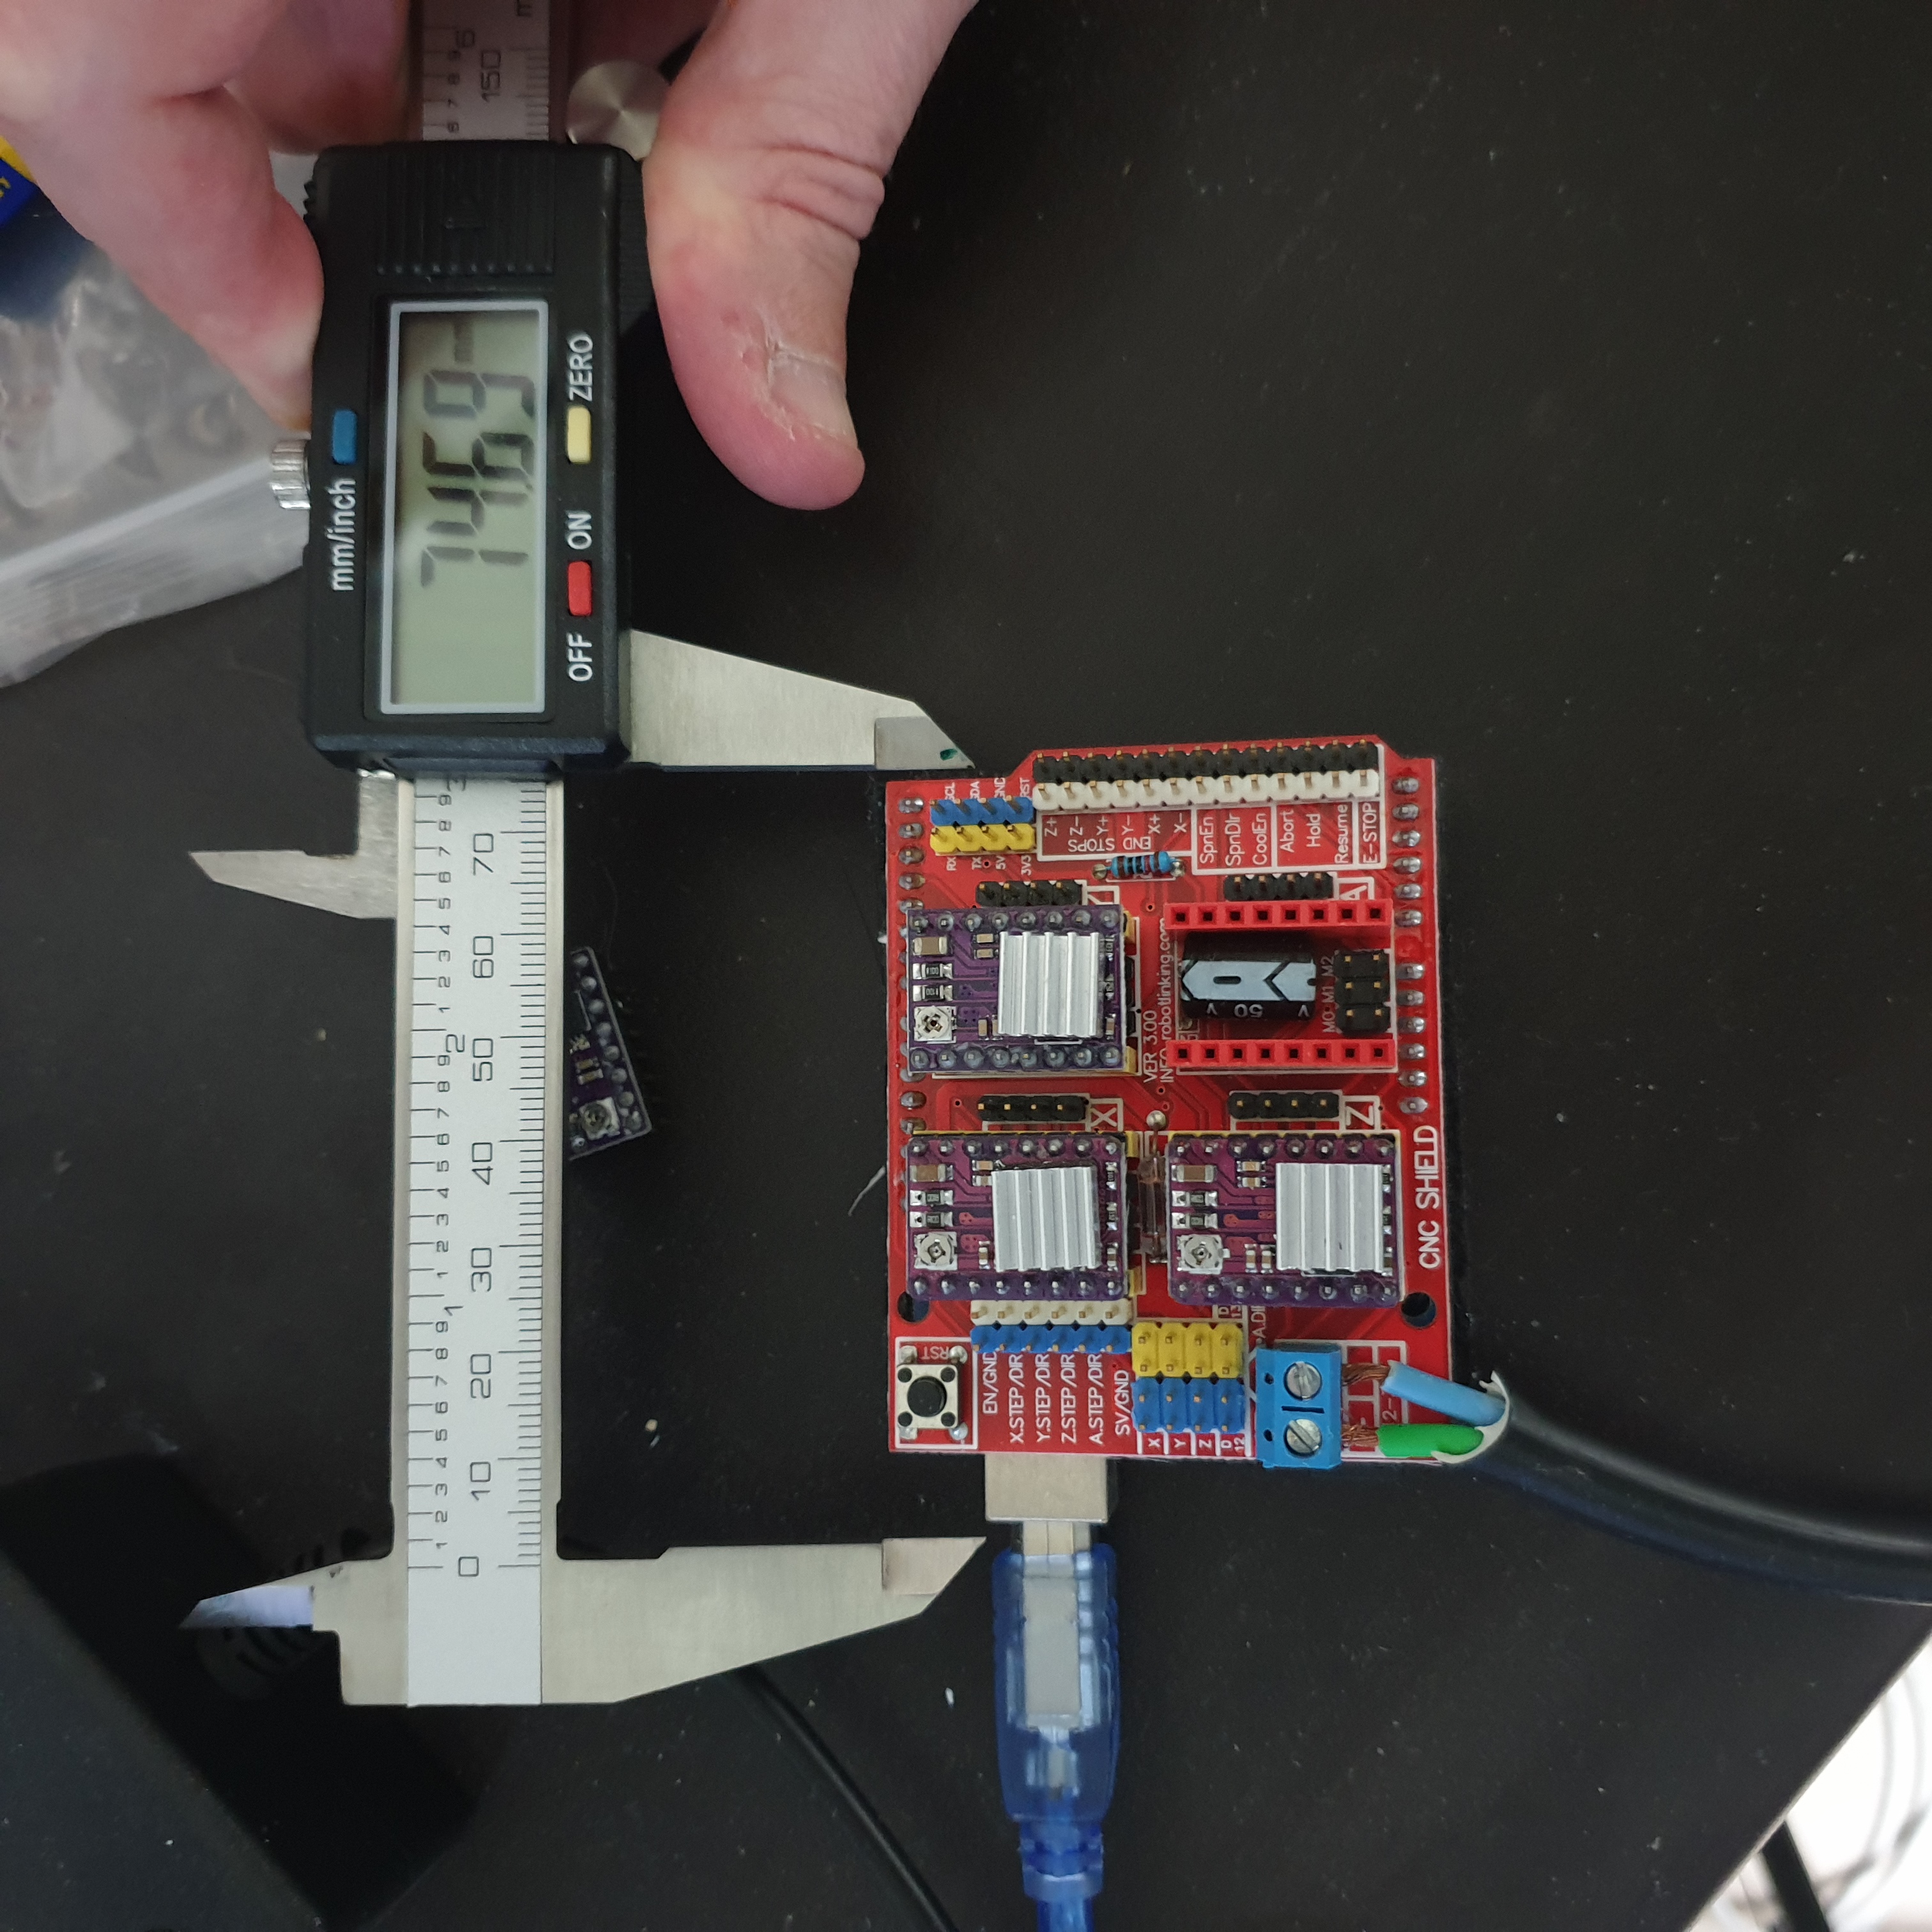 mm/inch
1 2 3 4 5 6 7 8 9 1 1 2 3 4 5 6 7 8 9 2 1 2 3 4 5 6 7 8 9
0 10 20 30 40 50 60 70
74.69
150
OFF ON ZERO
RST
EN/GND
X.STEP/DIR
Y.STEP/DIR
Z.STEP/DIR
A.STEP/DIR
5V/GND
X
Y
Z
D
12
X
VER 3.00
INFO robotlinking.com
RX
TX
5V
3V3
SCL
SDA
GND
RST
END STOPS
Z+
Z-
Y+
Y-
X+
X-
SpnEn
SpnDIr
CoolEn
Abort
Hold
Resume
E-STOP
50 V
V
M0 M1 M2
Z
A
CNC SHIELD